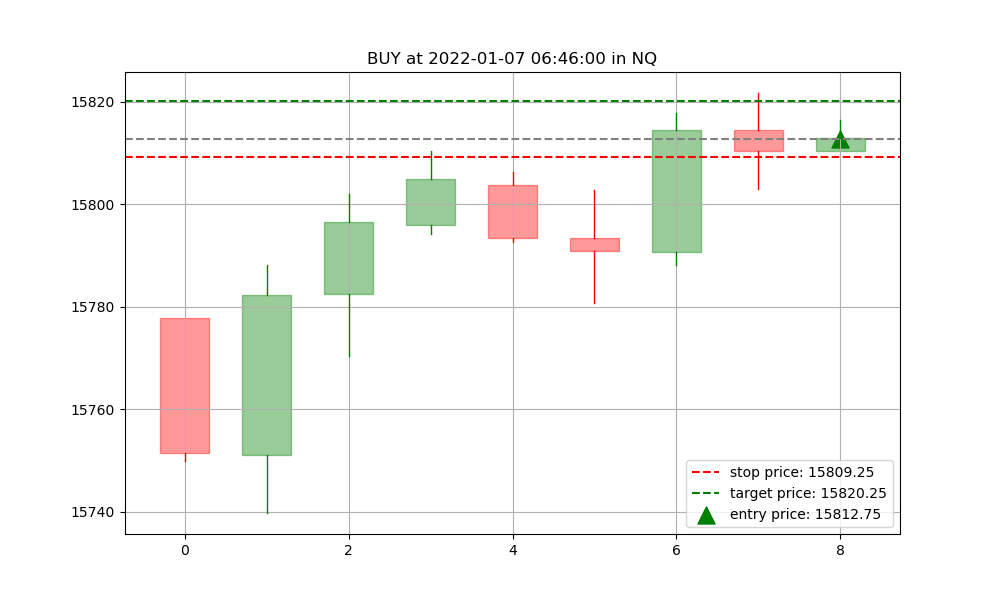 BUY at 2022-01-07 06:46:00 in NQ
15820
15800
15780
15760
15740
stop price: 15809.25
target price: 15820.25
entry price: 15812.75
0 2 4 6 8